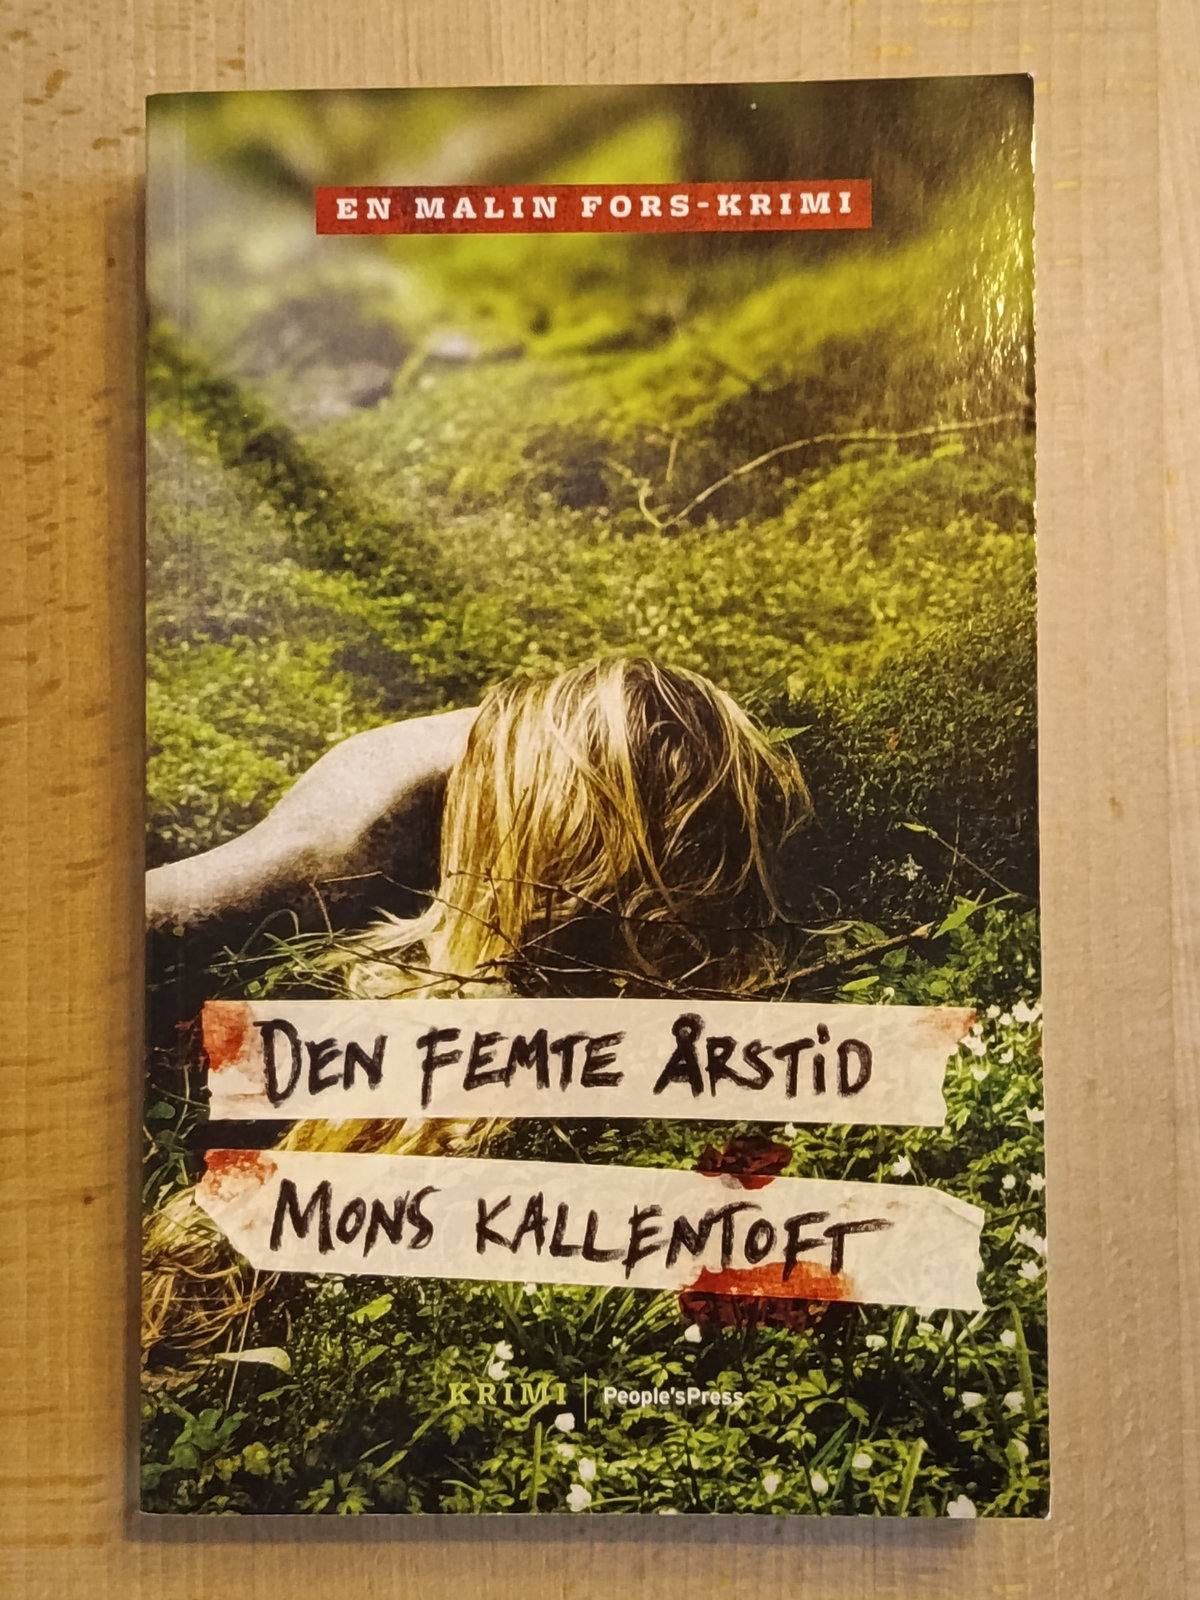 EN MALIN FORS-KRIMI
DEN FEMTE ÅRSTiD
MONS KALLENTOFT
KRIMI | People'sPress